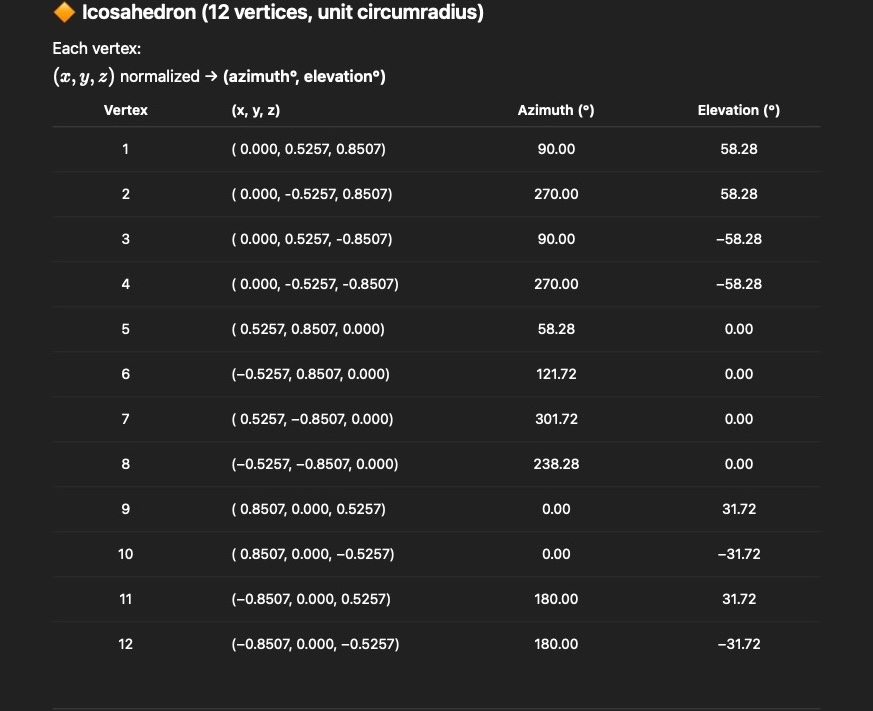 🔶 Icosahedron (12 vertices, unit circumradius)
Each vertex:
(x, y, z) normalized → (azimuth°, elevation°)
Vertex (x, y, z) Azimuth (°) Elevation (°)
1 ( 0.000, 0.5257, 0.8507) 90.00 58.28
2 ( 0.000, -0.5257, 0.8507) 270.00 58.28
3 ( 0.000, 0.5257, -0.8507) 90.00 −58.28
4 ( 0.000, -0.5257, -0.8507) 270.00 −58.28
5 ( 0.5257, 0.8507, 0.000) 58.28 0.00
6 (−0.5257, 0.8507, 0.000) 121.72 0.00
7 ( 0.5257, −0.8507, 0.000) 301.72 0.00
8 (−0.5257, −0.8507, 0.000) 238.28 0.00
9 ( 0.8507, 0.000, 0.5257) 0.00 31.72
10 ( 0.8507, 0.000, −0.5257) 0.00 −31.72
11 (−0.8507, 0.000, 0.5257) 180.00 31.72
12 (−0.8507, 0.000, −0.5257) 180.00 −31.72